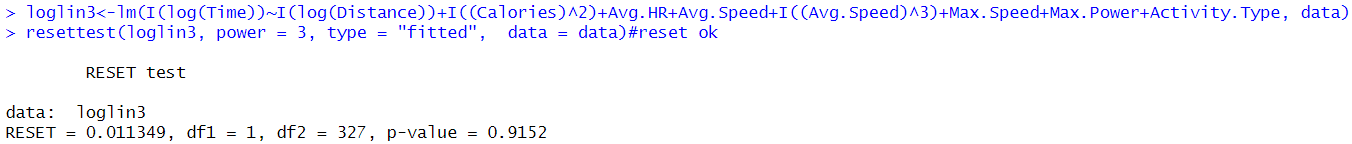 > loglin3<-lm(I(log(Time))~I(log(Distance))+I((Calories)^2)+Avg.HR+Avg.Speed+I((Avg.Speed)^3)+Max.Speed+Max.Power+Activity.Type, data)
> resettest(loglin3, power = 3, type = "fitted",  data = data)#reset ok
RESET test
data:  loglin3
RESET = 0.011349, df1 = 1, df2 = 327, p-value = 0.9152